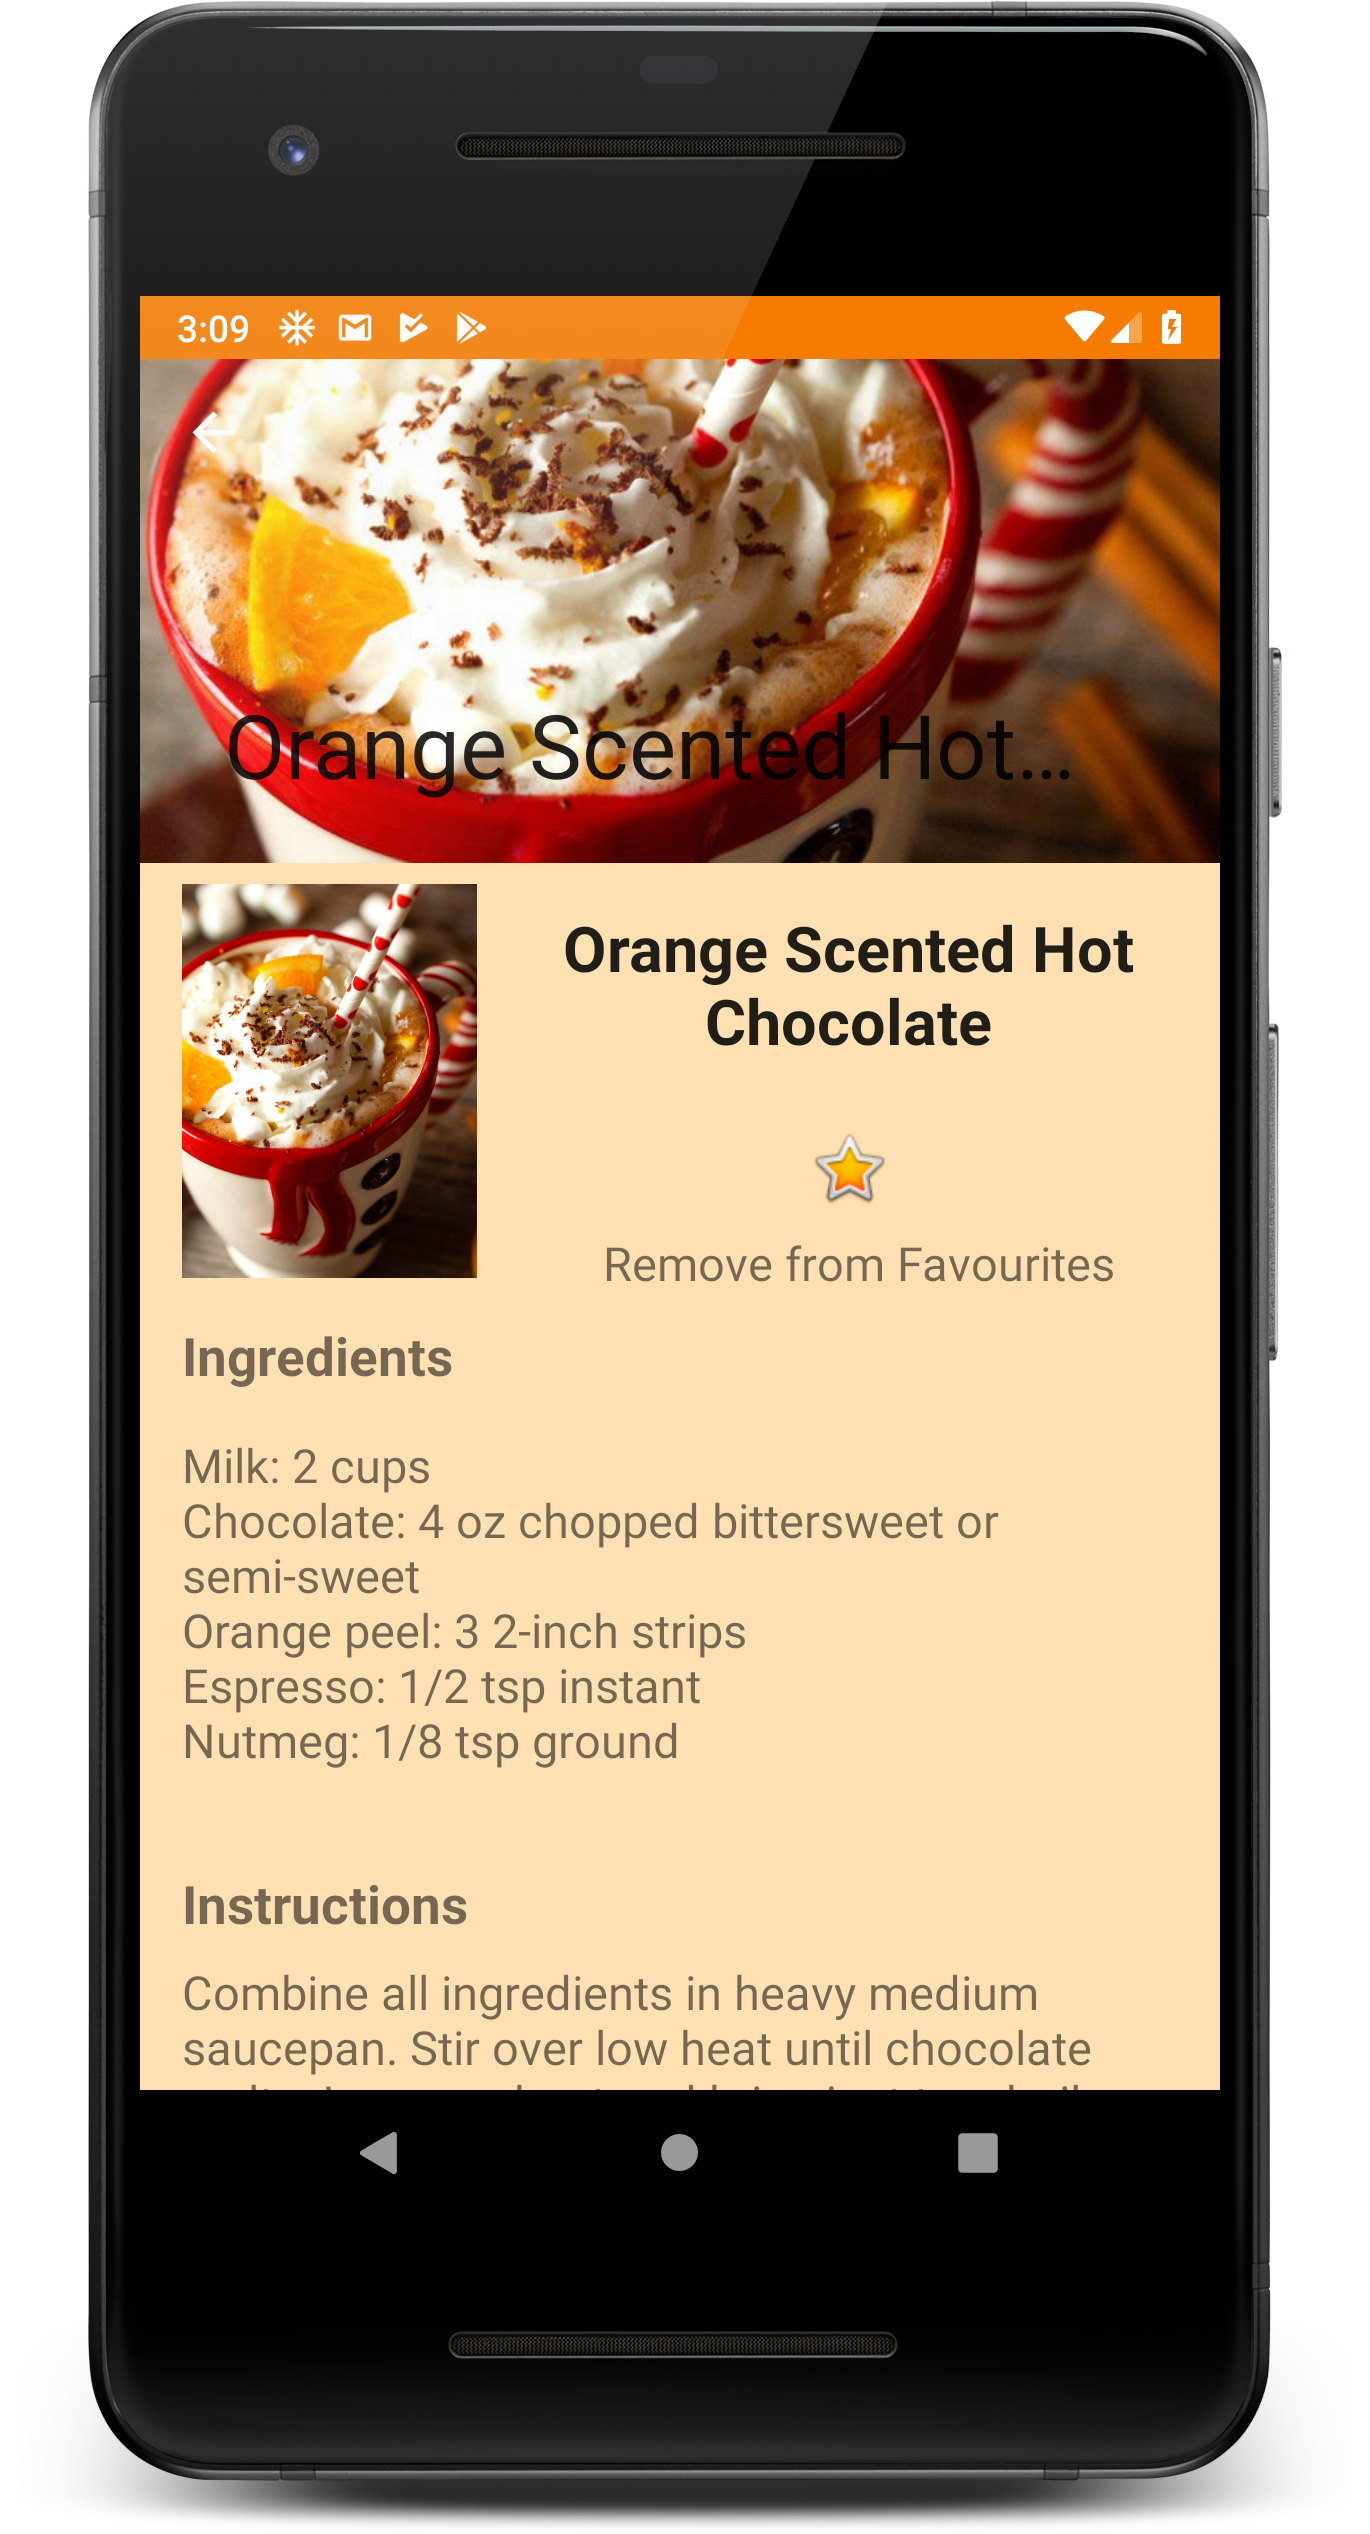 3:09
Orange Scented Hot...
Orange Scented Hot
Chocolate
Remove from Favourites
Ingredients
Milk: 2 cups
Chocolate: 4 oz chopped bittersweet or
semi-sweet
Orange peel: 3 2-inch strips
Espresso: 1/2 tsp instant
Nutmeg: 1/8 tsp ground
Instructions
Combine all ingredients in heavy medium
saucepan. Stir over low heat until chocolate